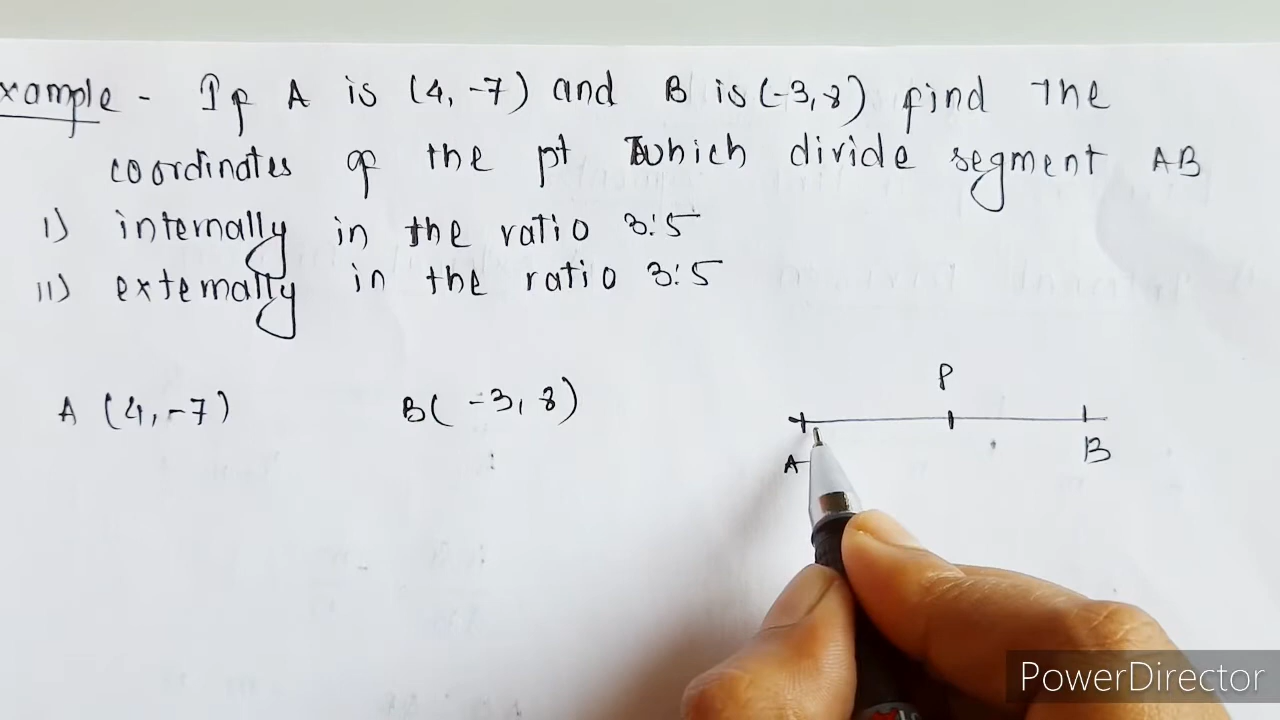 xample - If A is (4, -7) and B is (-3, 8) find the
coordinates of the pt which divide segment AB
i) internally in the ratio 3:5
ii) externally in the ratio 3:5
A (4, -7) B( -3, 8)
P
A B
PowerDirector